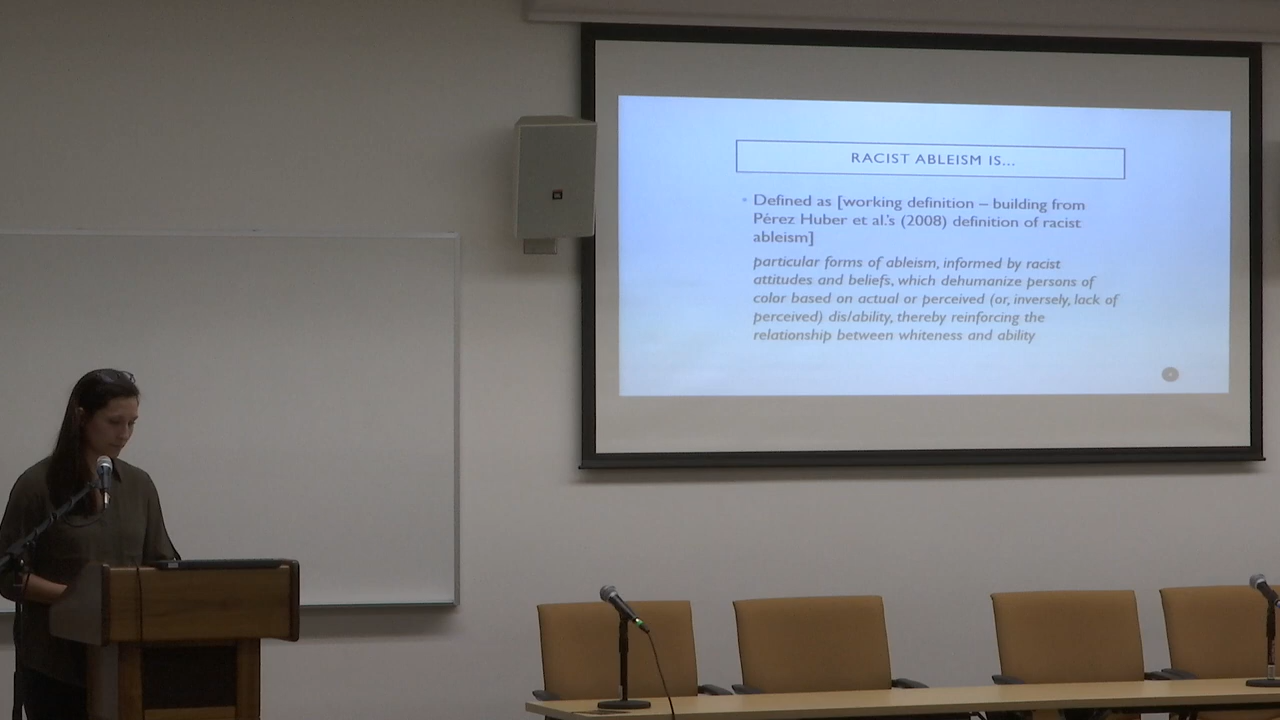 RACIST ABLEISM IS...
• Defined as [working definition – building from
Pérez Huber et al.'s (2008) definition of racist
ableism]
particular forms of ableism, informed by racist
attitudes and beliefs, which dehumanize persons of
color based on actual or perceived (or, inversely, lack of
perceived) dis/ability, thereby reinforcing the
relationship between whiteness and ability